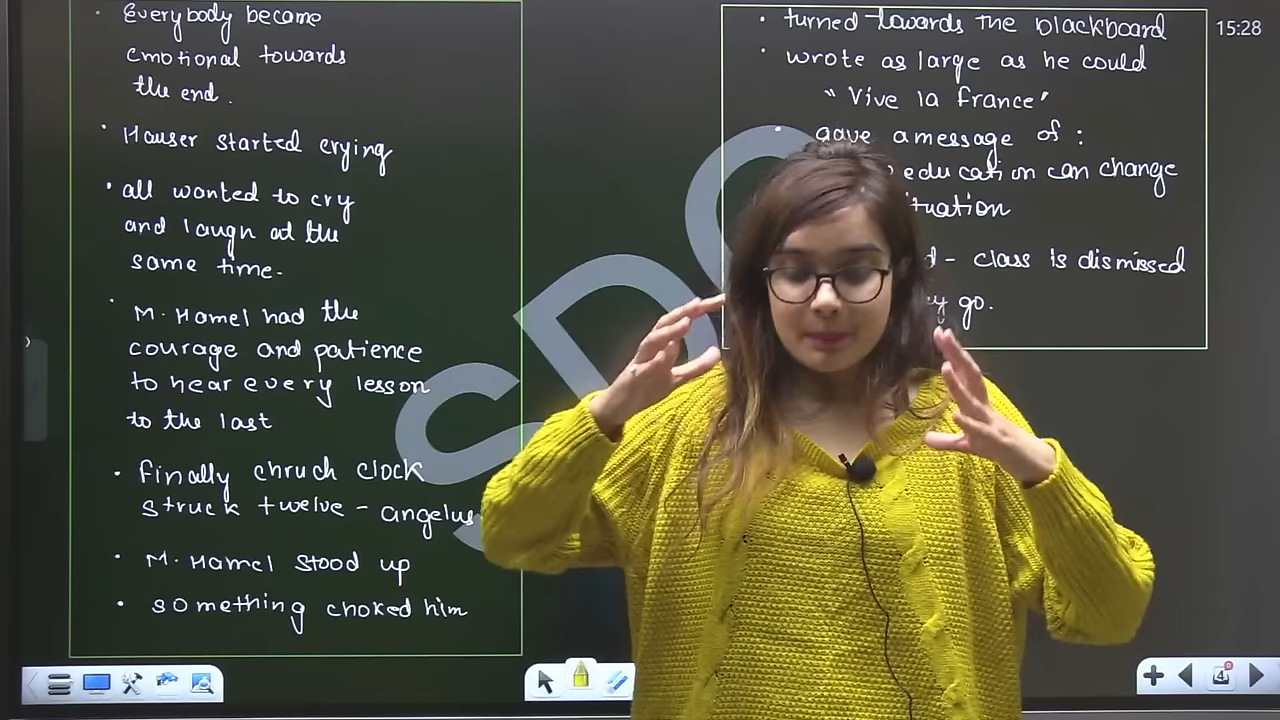 Everybody became
emotional towards
the end.
Hauser started crying
all wanted to cry
and laugh at the
same time.
M. Hamel had the
courage and patience
to hear every lesson
to the last
finally chruch clock
struck twelve - angelus
M. Hamel stood up
something choked him
turned towards the blackboard
wrote as large as he could
"Vive la france"
gave a message of :
education can change
class is dismissed
go.
15:28
4